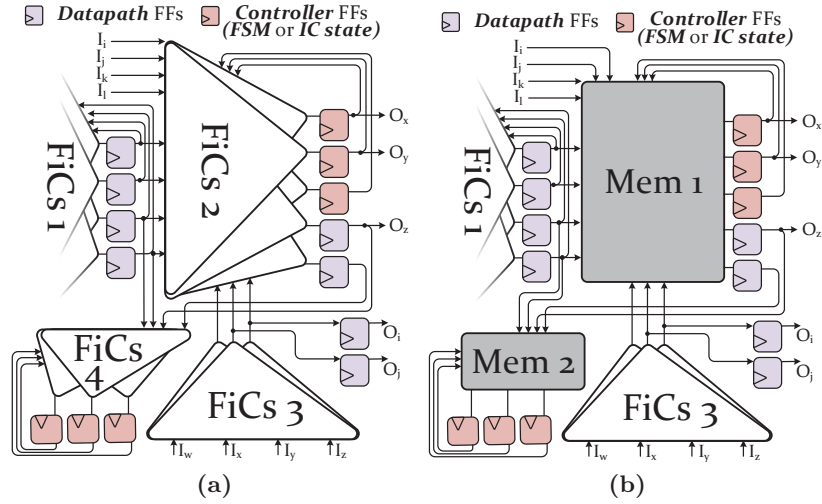 Datapath FFs
Controller FFs
(FSM or IC state)
Ii
Ij
Ik
Il
FiCs 1
FiCs 2
Ox
Oy
Oz
FiCs
4
Oi
Oj
FiCs 3
Iw
Ix
Iy
Iz
(a)
Datapath FFs
Controller FFs
(FSM or IC state)
Ii
Ij
Ik
Il
FiCs 1
Mem 1
Ox
Oy
Oz
Mem 2
Oi
Oj
FiCs 3
Iw
Ix
Iy
Iz
(b)